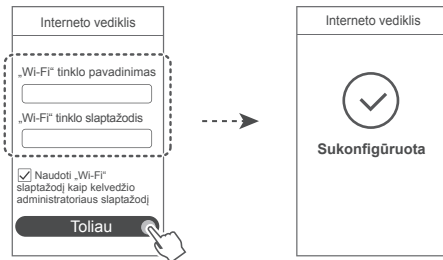 Interneto vediklis
„Wi-Fi“ tinklo pavadinimas
„Wi-Fi“ tinklo slaptažodis
Naudoti „Wi-Fi“
slaptažodį kaip kelvedžio
administratoriaus slaptažodį
Toliau
Interneto vediklis
Sukonfigūruota